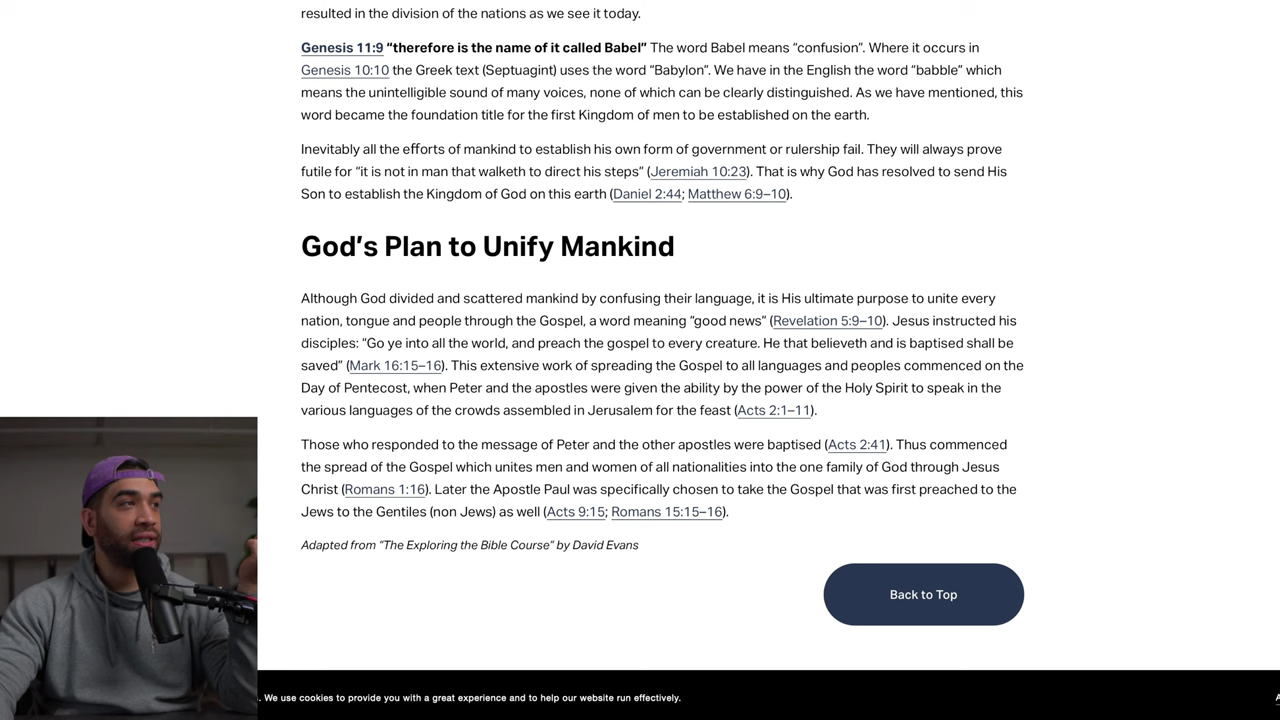 resulted in the division of the nations as we see it today.
Genesis 11:9 “therefore is the name of it called Babel” The word Babel means “confusion”. Where it occurs in
Genesis 10:10 the Greek text (Septuagint) uses the word “Babylon”. We have in the English the word “babble” which
means the unintelligible sound of many voices, none of which can be clearly distinguished. As we have mentioned, this
word became the foundation title for the first Kingdom of men to be established on the earth.
Inevitably all the efforts of mankind to establish his own form of government or rulership fail. They will always prove
futile for “it is not in man that walketh to direct his steps” (Jeremiah 10:23). That is why God has resolved to send His
Son to establish the Kingdom of God on this earth (Daniel 2:44; Matthew 6:9–10).
God’s Plan to Unify Mankind
Although God divided and scattered mankind by confusing their language, it is His ultimate purpose to unite every
nation, tongue and people through the Gospel, a word meaning “good news” (Revelation 5:9–10). Jesus instructed his
disciples: “Go ye into all the world, and preach the gospel to every creature. He that believeth and is baptised shall be
saved” (Mark 16:15–16). This extensive work of spreading the Gospel to all languages and peoples commenced on the
Day of Pentecost, when Peter and the apostles were given the ability by the power of the Holy Spirit to speak in the
various languages of the crowds assembled in Jerusalem for the feast (Acts 2:1–11).
Those who responded to the message of Peter and the other apostles were baptised (Acts 2:41). Thus commenced
the spread of the Gospel which unites men and women of all nationalities into the one family of God through Jesus
Christ (Romans 1:16). Later the Apostle Paul was specifically chosen to take the Gospel that was first preached to the
Jews to the Gentiles (non Jews) as well (Acts 9:15; Romans 15:15–16).
Adapted from “The Exploring the Bible Course” by David Evans
Back to Top
We use cookies to provide you with a great experience and to help our website run effectively.